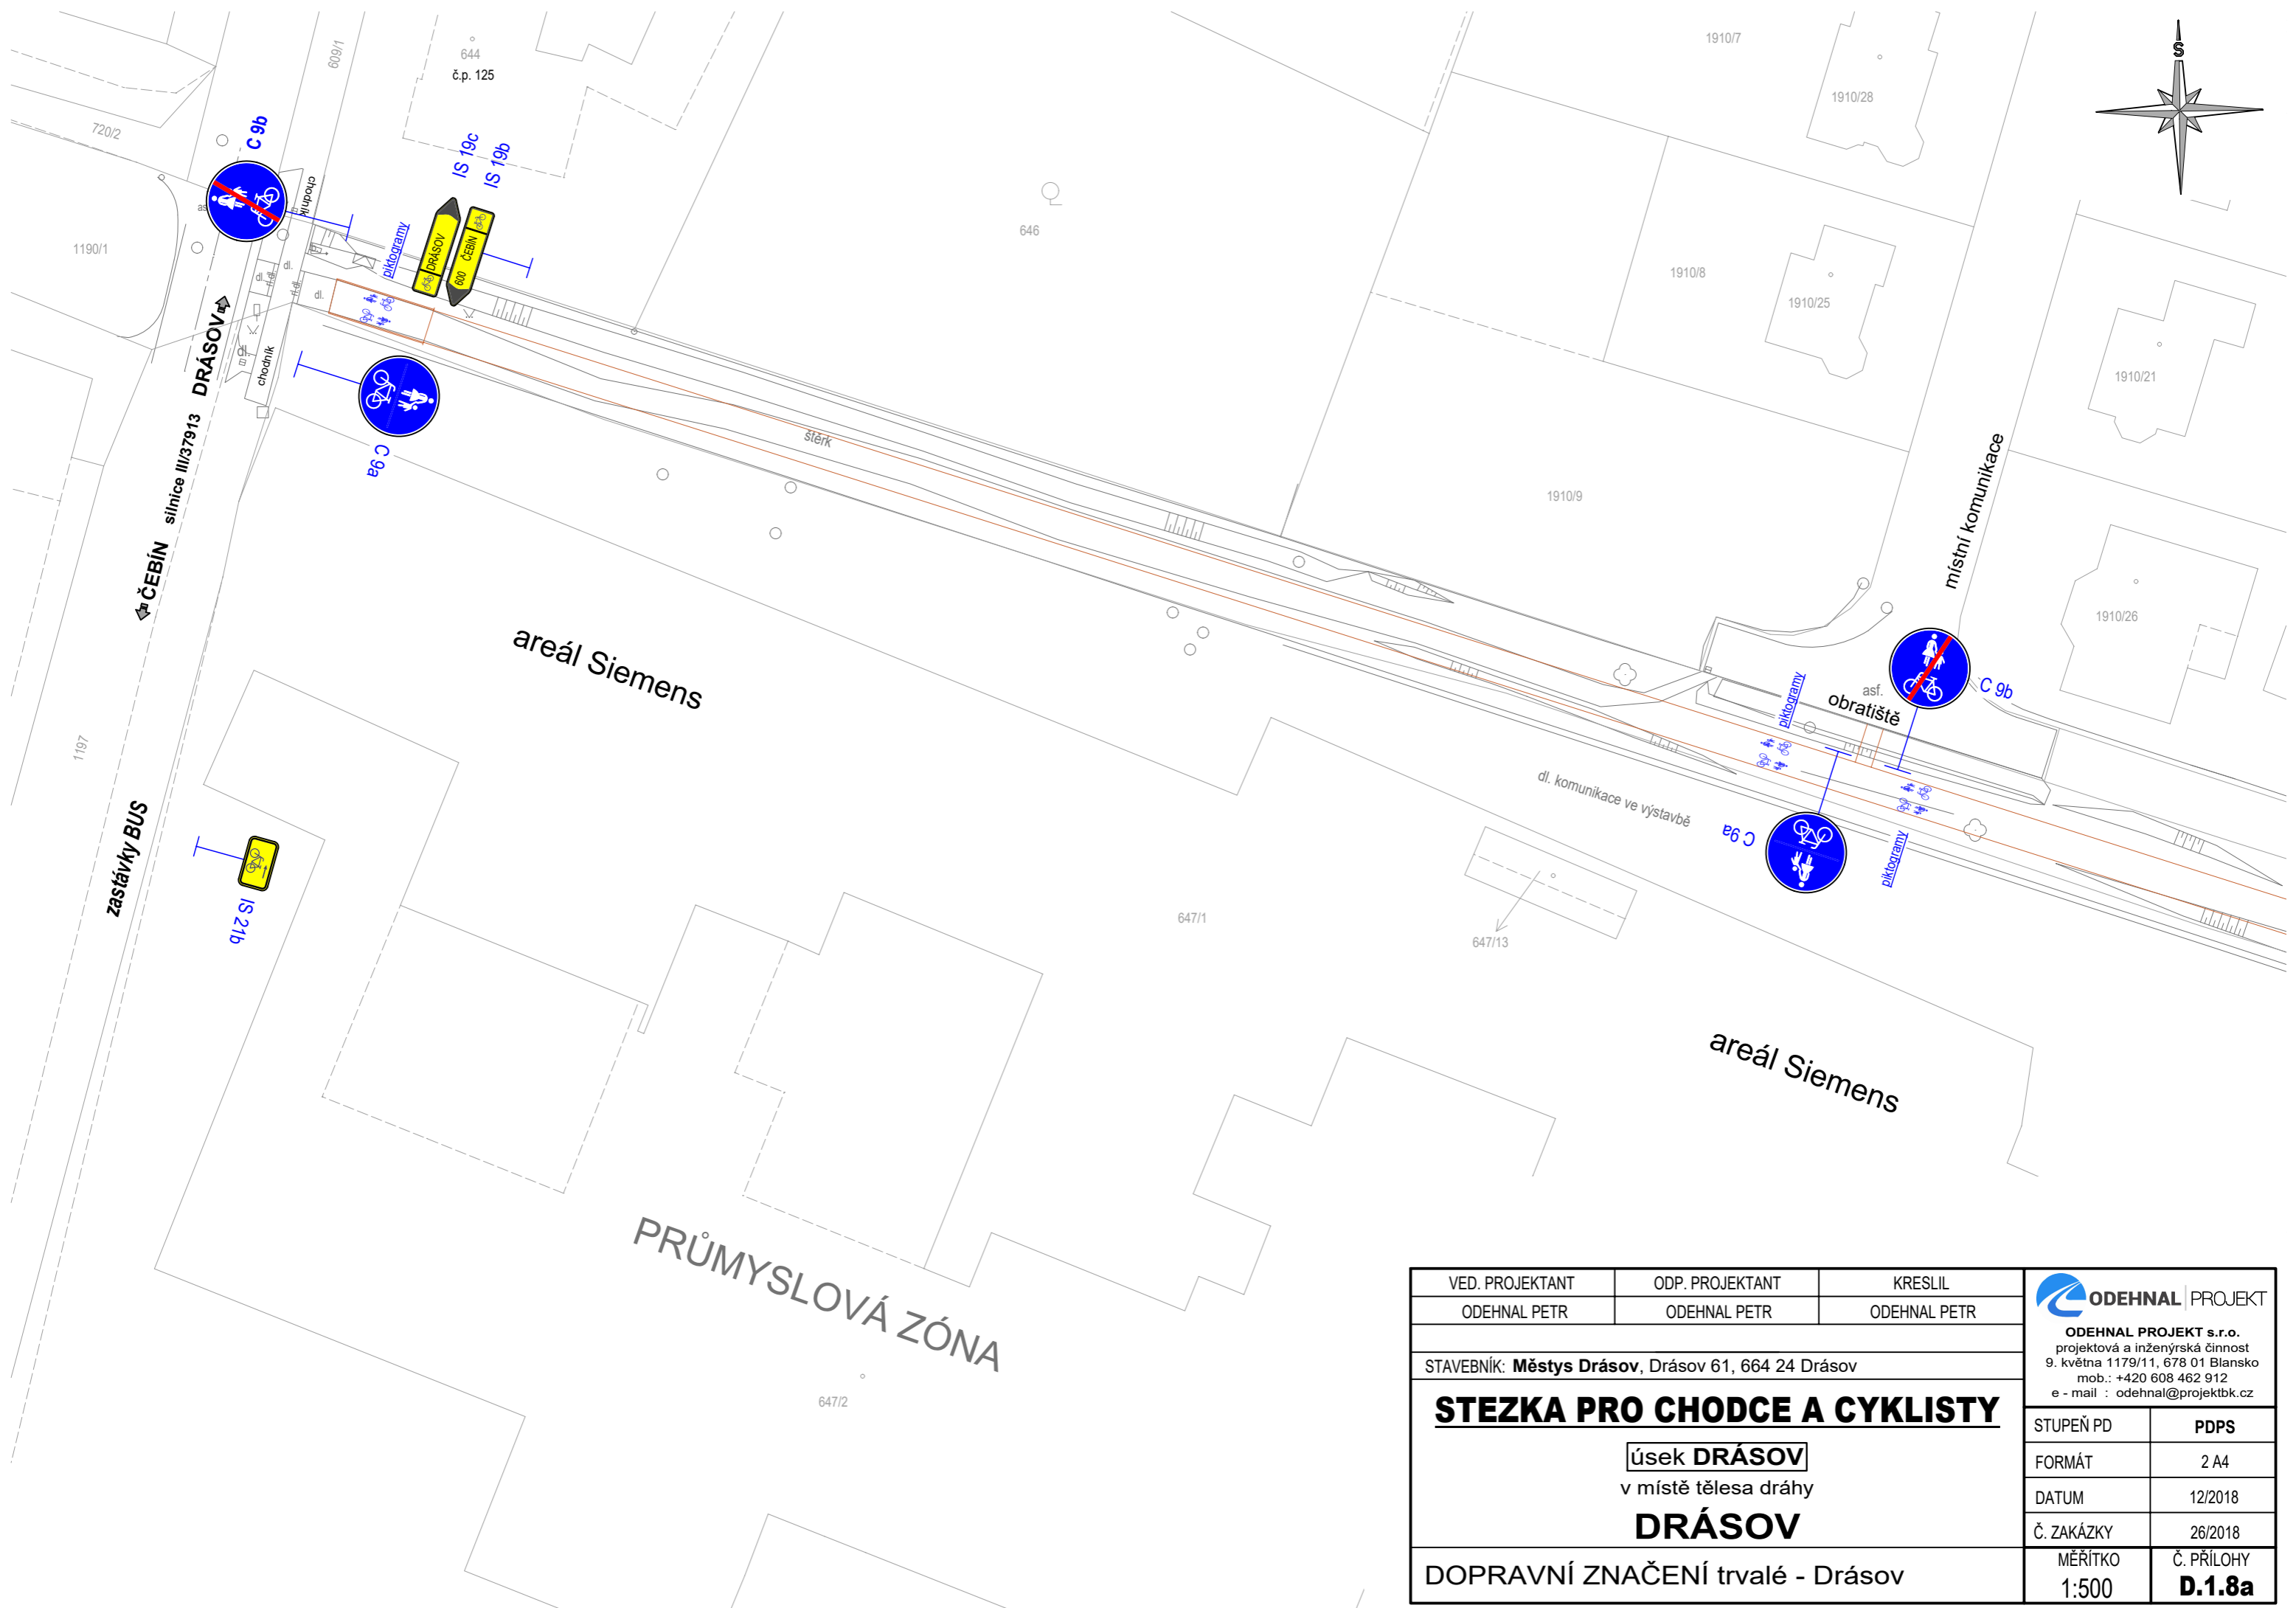 644
č.p. 125
609/1
720/2
C 9b
IS 19c
IS 19b
chodník
as
1190/1
piktogramy
DRÁSOV
600 ČEBÍN
dl.
dl.
dl.
dl.
chodník
C 9a
DRÁSOV
silnice III/37913
ČEBÍN
zastávky BUS
1197
IS 21b
646
štěrk
1910/7
1910/28
S
1910/8
1910/25
1910/21
1910/9
místní komunikace
1910/26
C 9b
asf.
obratiště
piktogramy
piktogramy
C 9a
dl. komunikace ve výstavbě
areál Siemens
647/1
647/13
areál Siemens
PRŮMYSLOVÁ ZÓNA
647/2
VED. PROJEKTANT ODP. PROJEKTANT KRESLIL
ODEHNAL PETR ODEHNAL PETR ODEHNAL PETR
STAVEBNÍK: Městys Drásov, Drásov 61, 664 24 Drásov
STEZKA PRO CHODCE A CYKLISTY
úsek DRÁSOV
v místě tělesa dráhy
DRÁSOV
DOPRAVNÍ ZNAČENÍ trvalé - Drásov
ODEHNAL PROJEKT
ODEHNAL PROJEKT s.r.o.
projektová a inženýrská činnost
9. května 1179/11, 678 01 Blansko
mob.: +420 608 462 912
e - mail : odehnal@projektbk.cz
STUPEŇ PD PDPS
FORMÁT 2 A4
DATUM 12/2018
Č. ZAKÁZKY 26/2018
MĚŘÍTKO Č. PŘÍLOHY
1:500 D.1.8a